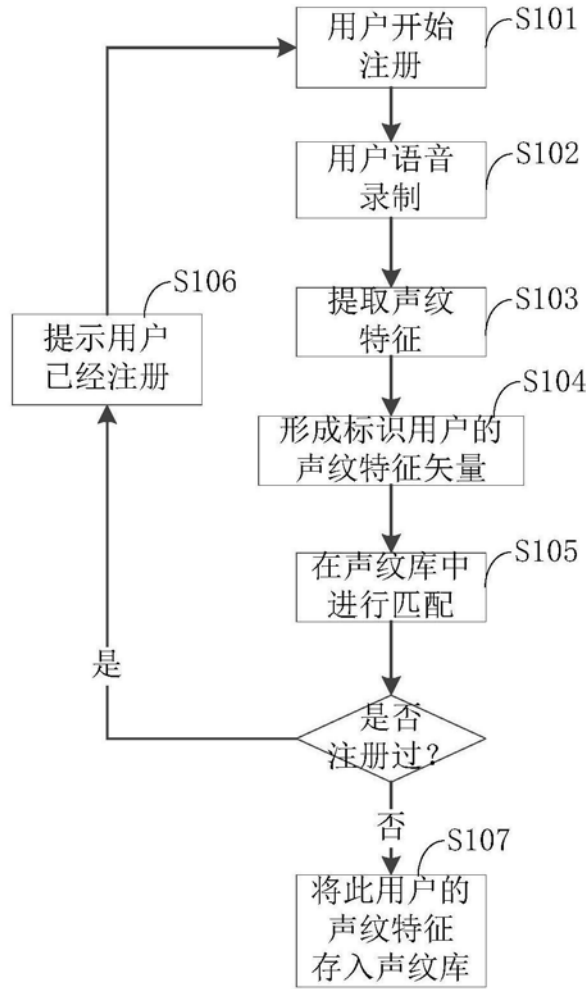 用户开始
注册
S101
用户语音
录制
S102
提取声纹
特征
S103
形成标识用户的
声纹特征矢量
S104
在声纹库中
进行匹配
S105
是否
注册过?
是
提示用户
已经注册
S106
否
将此用户的
声纹特征
存入声纹库
S107